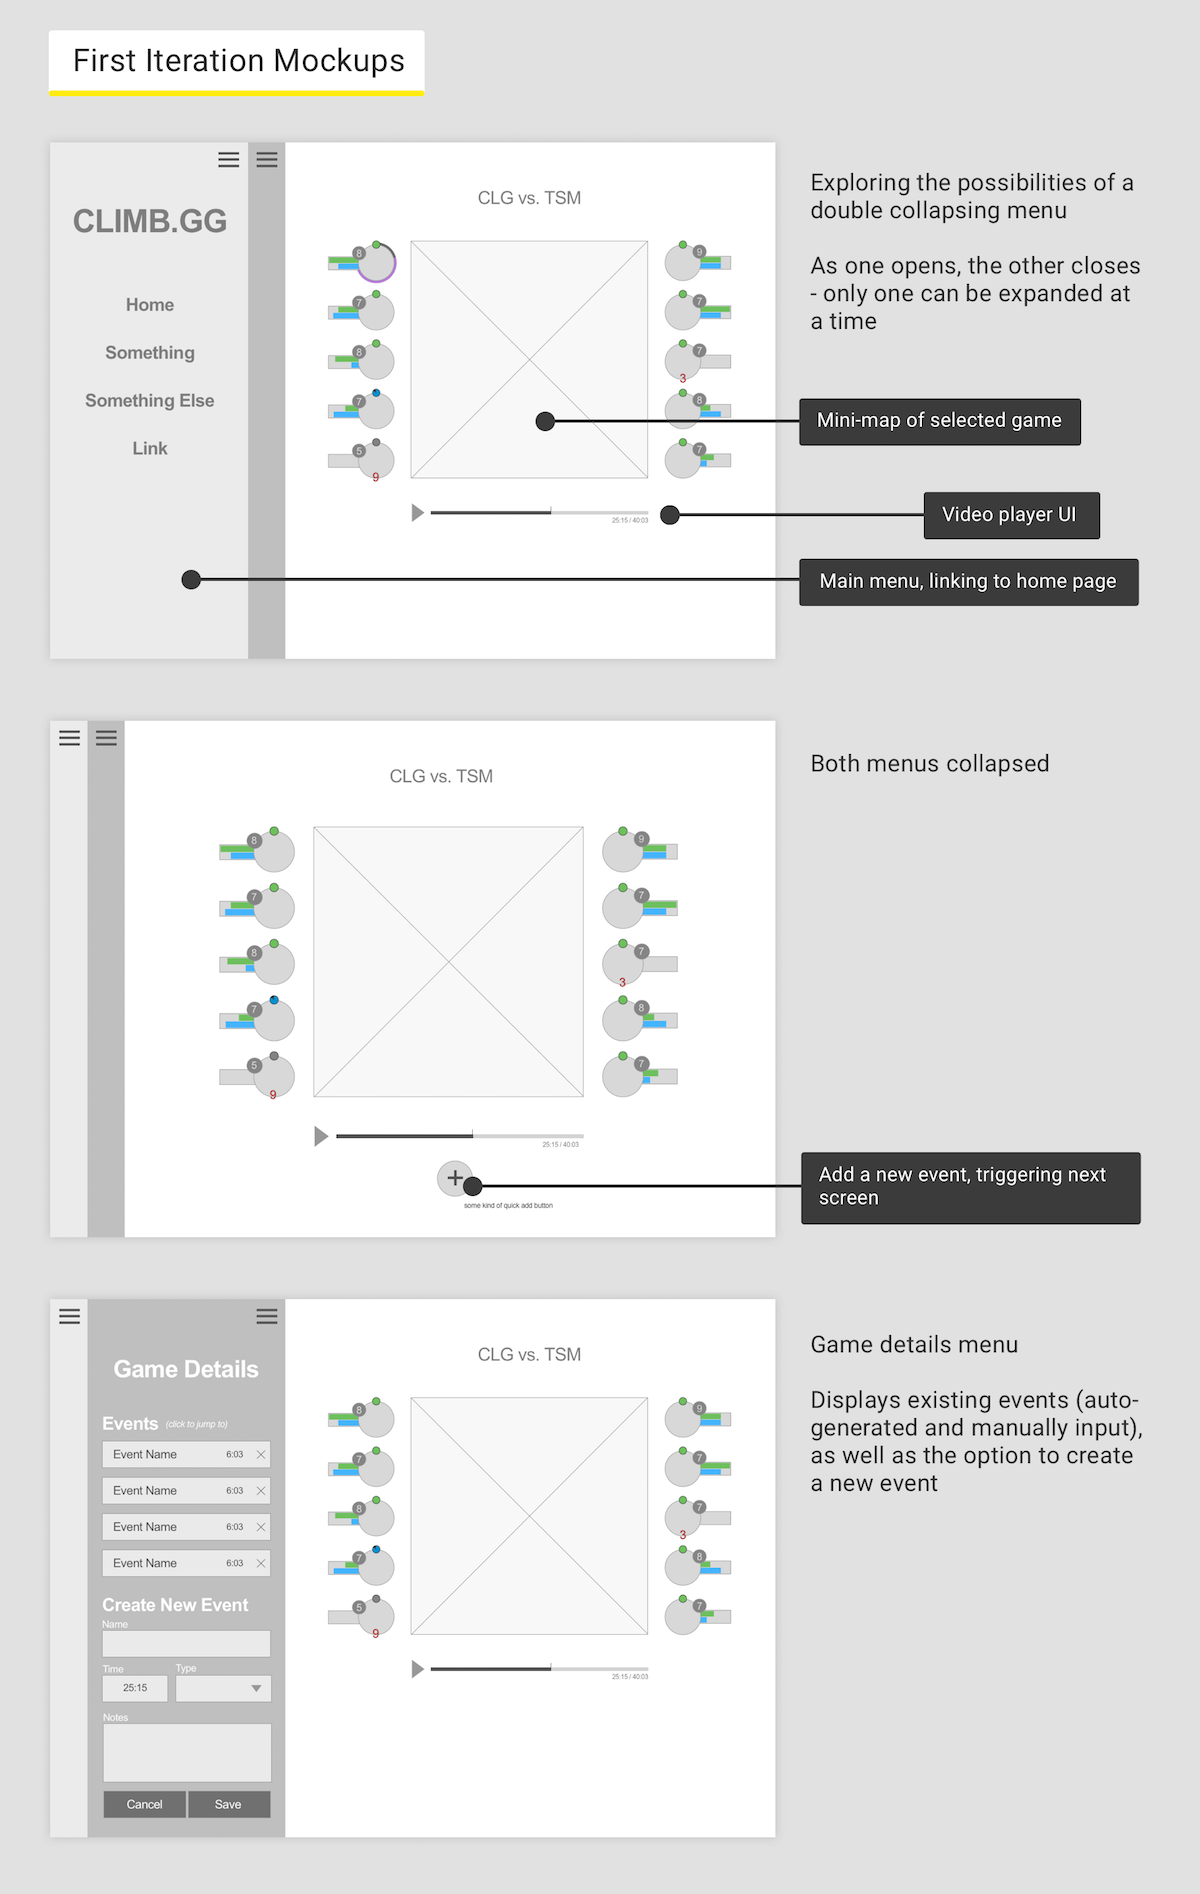 First Iteration Mockups
CLIMB.GG
Home
Something
Something Else
Link
CLG vs. TSM
8
7
8
7
5
9
9
7
7
3
8
7
25:15 / 40:03
Exploring the possibilities of a
double collapsing menu
As one opens, the other closes
- only one can be expanded at
a time
Mini-map of selected game
Video player UI
Main menu, linking to home page
CLG vs. TSM
8
7
8
7
5
9
9
7
7
3
8
7
25:15 / 40:03
+
some kind of quick add button
Both menus collapsed
Add a new event, triggering next
screen
Game Details
Events (click to jump to)
Event Name 6:03
Event Name 6:03
Event Name 6:03
Event Name 6:03
Create New Event
Name
Time Type
25:15
Notes
Cancel Save
CLG vs. TSM
8
7
8
7
5
9
9
7
7
3
8
7
25:15 / 40:03
Game details menu
Displays existing events (auto-
generated and manually input),
as well as the option to create
a new event